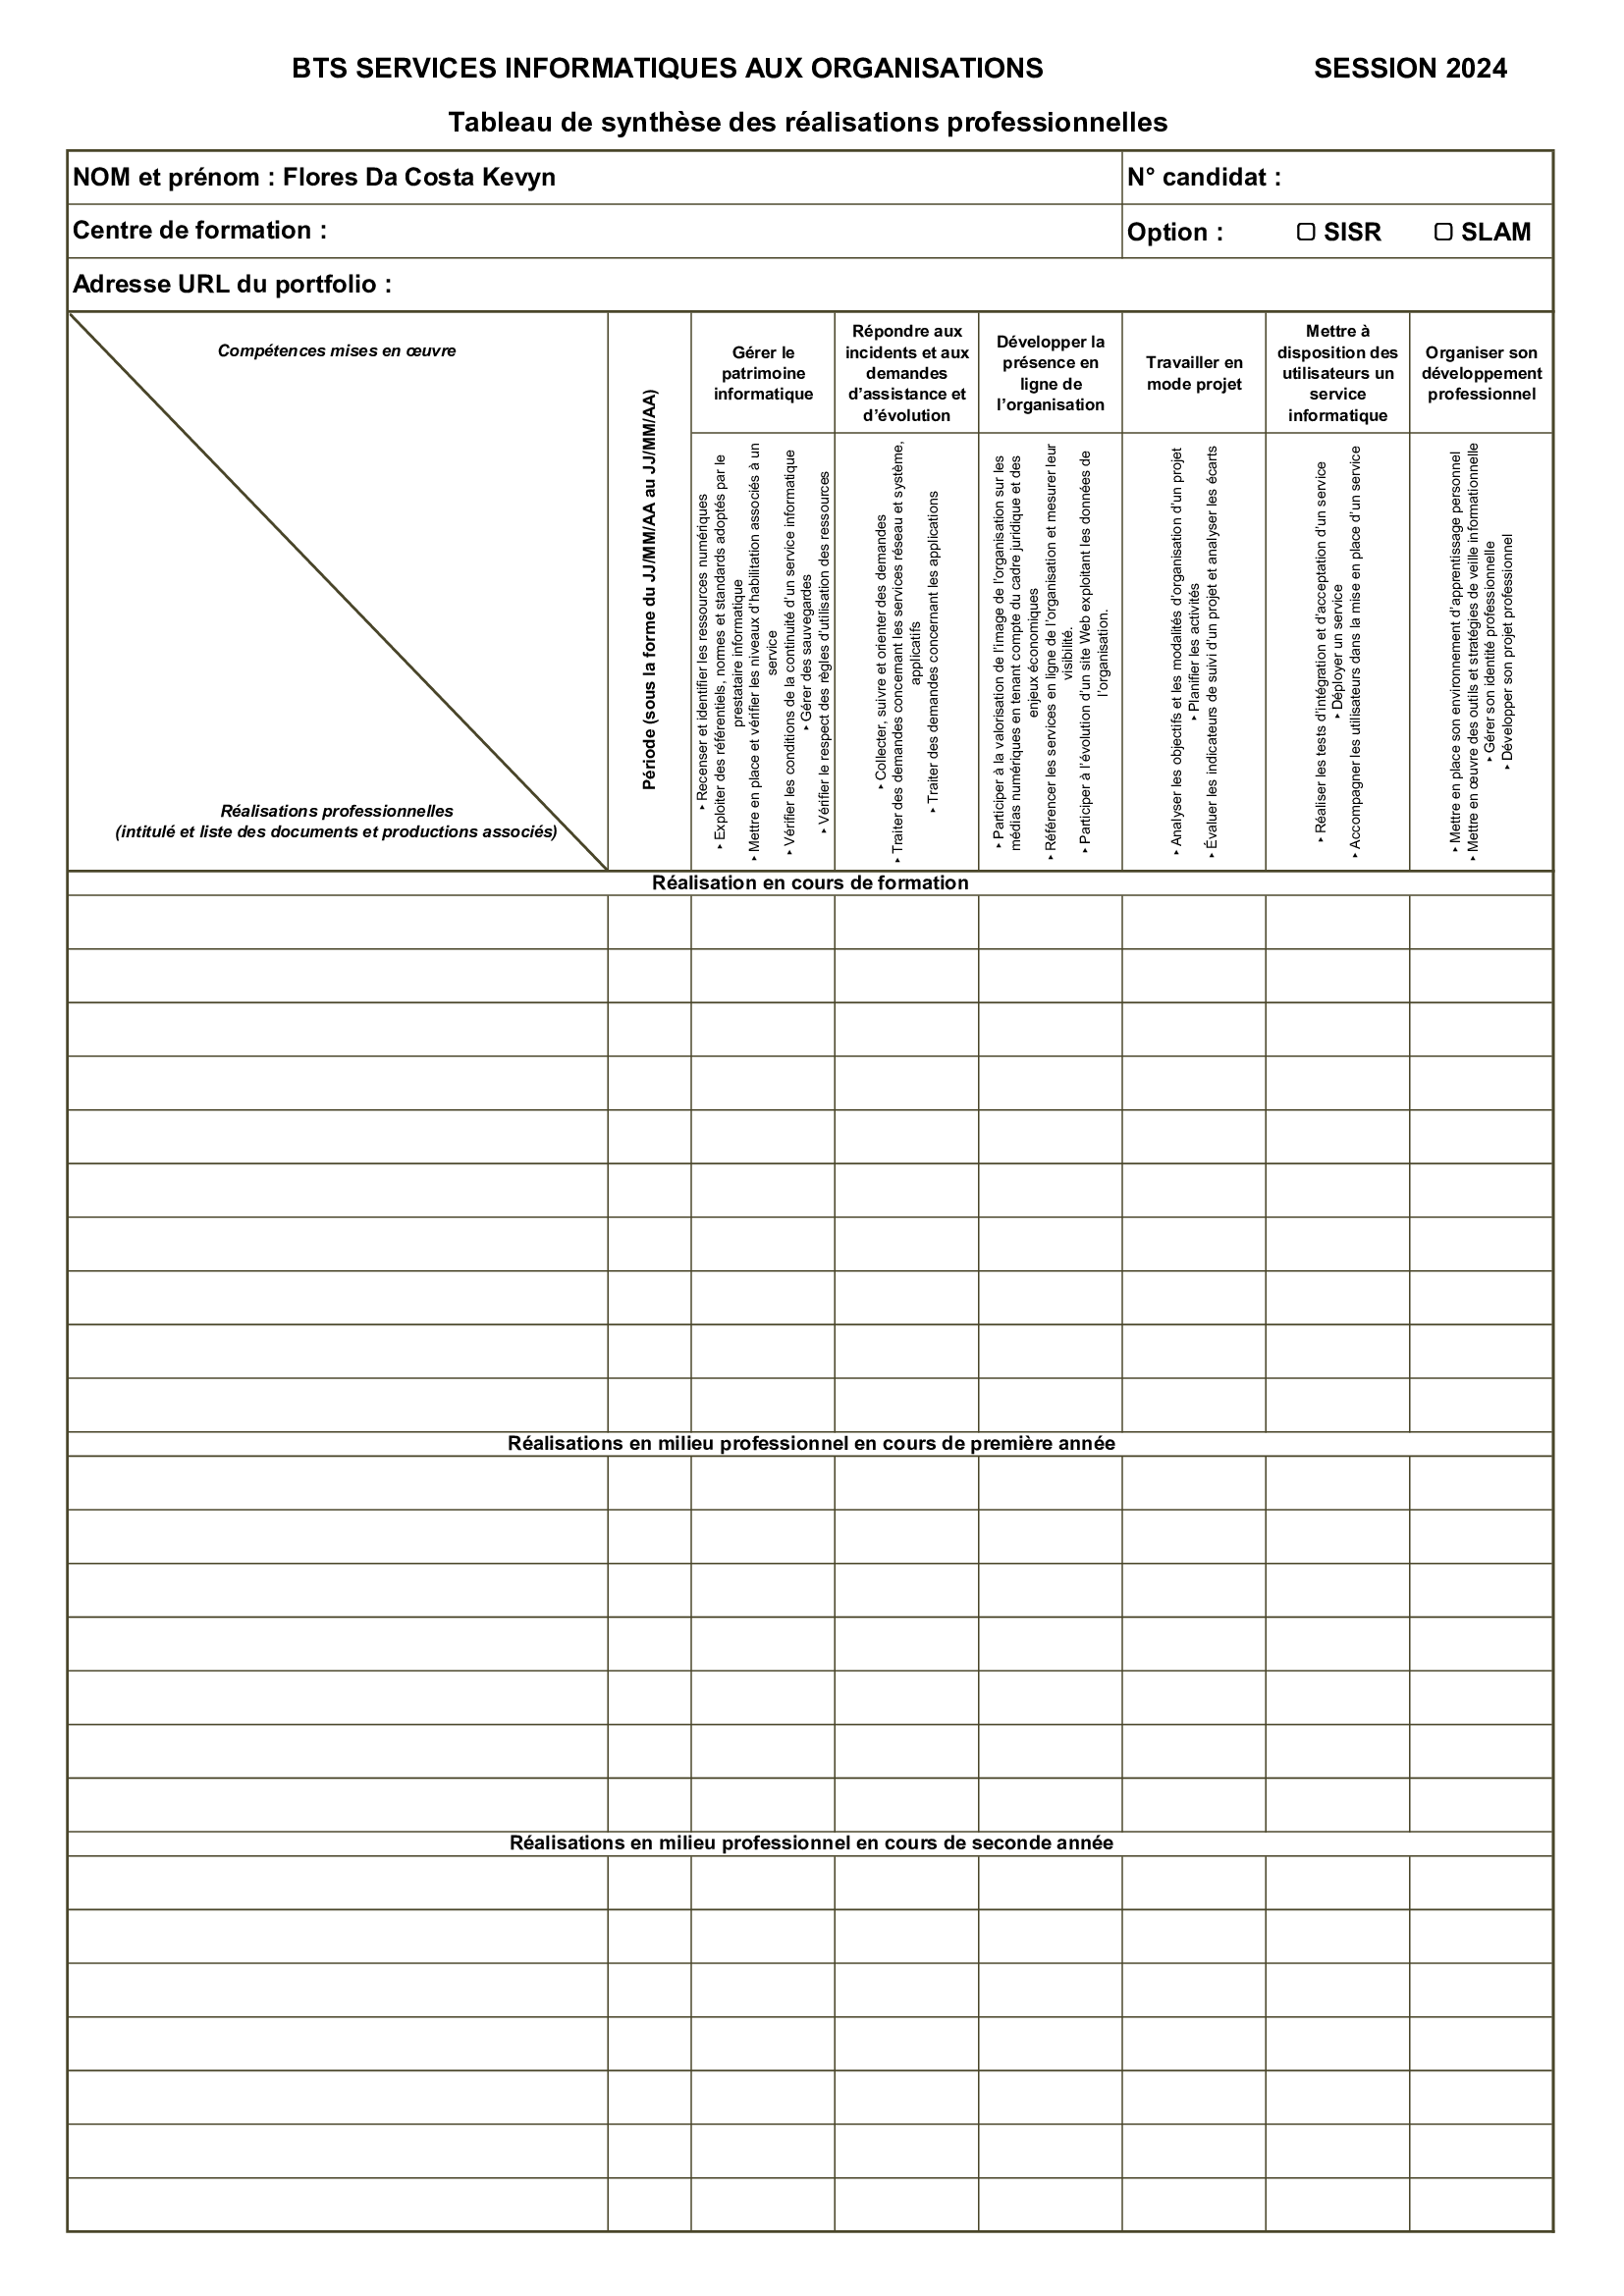 BTS SERVICES INFORMATIQUES AUX ORGANISATIONS SESSION 2024
Tableau de synthèse des réalisations professionnelles
NOM et prénom : Flores Da Costa Kevyn
N° candidat :
Centre de formation :
Option : ▢ SISR ▢ SLAM
Adresse URL du portfolio :
Compétences mises en œuvre
Réalisations professionnelles
(intitulé et liste des documents et productions associés)
Période (sous la forme du JJ/MM/AA au JJ/MM/AA)
Gérer le
patrimoine
informatique
Répondre aux
incidents et aux
demandes
d’assistance et
d’évolution
Développer la
présence en
ligne de
l’organisation
Travailler en
mode projet
Mettre à
disposition des
utilisateurs un
service
informatique
Organiser son
développement
professionnel
‣ Recenser et identifier les ressources numériques
‣ Exploiter des référentiels, normes et standards adoptés par le
prestataire informatique
‣ Mettre en place et vérifier les niveaux d’habilitation associés à un
service
‣ Vérifier les conditions de la continuité d’un service informatique
‣ Gérer des sauvegardes
‣ Vérifier le respect des règles d’utilisation des ressources
‣ Collecter, suivre et orienter des demandes
‣ Traiter des demandes concernant les services réseau et système,
applicatifs
‣ Traiter des demandes concernant les applications
‣ Participer à la valorisation de l’image de l’organisation sur les
médias numériques en tenant compte du cadre juridique et des
enjeux économiques
‣ Référencer les services en ligne de l’organisation et mesurer leur
visibilité.
‣ Participer à l’évolution d’un site Web exploitant les données de
l’organisation.
‣ Analyser les objectifs et les modalités d’organisation d’un projet
‣ Planifier les activités
‣ Évaluer les indicateurs de suivi d’un projet et analyser les écarts
‣ Réaliser les tests d’intégration et d’acceptation d’un service
‣ Déployer un service
‣ Accompagner les utilisateurs dans la mise en place d’un service
‣ Mettre en place son environnement d’apprentissage personnel
‣ Mettre en œuvre des outils et stratégies de veille informationnelle
‣ Gérer son identité professionnelle
‣ Développer son projet professionnel
Réalisation en cours de formation
Réalisations en milieu professionnel en cours de première année
Réalisations en milieu professionnel en cours de seconde année